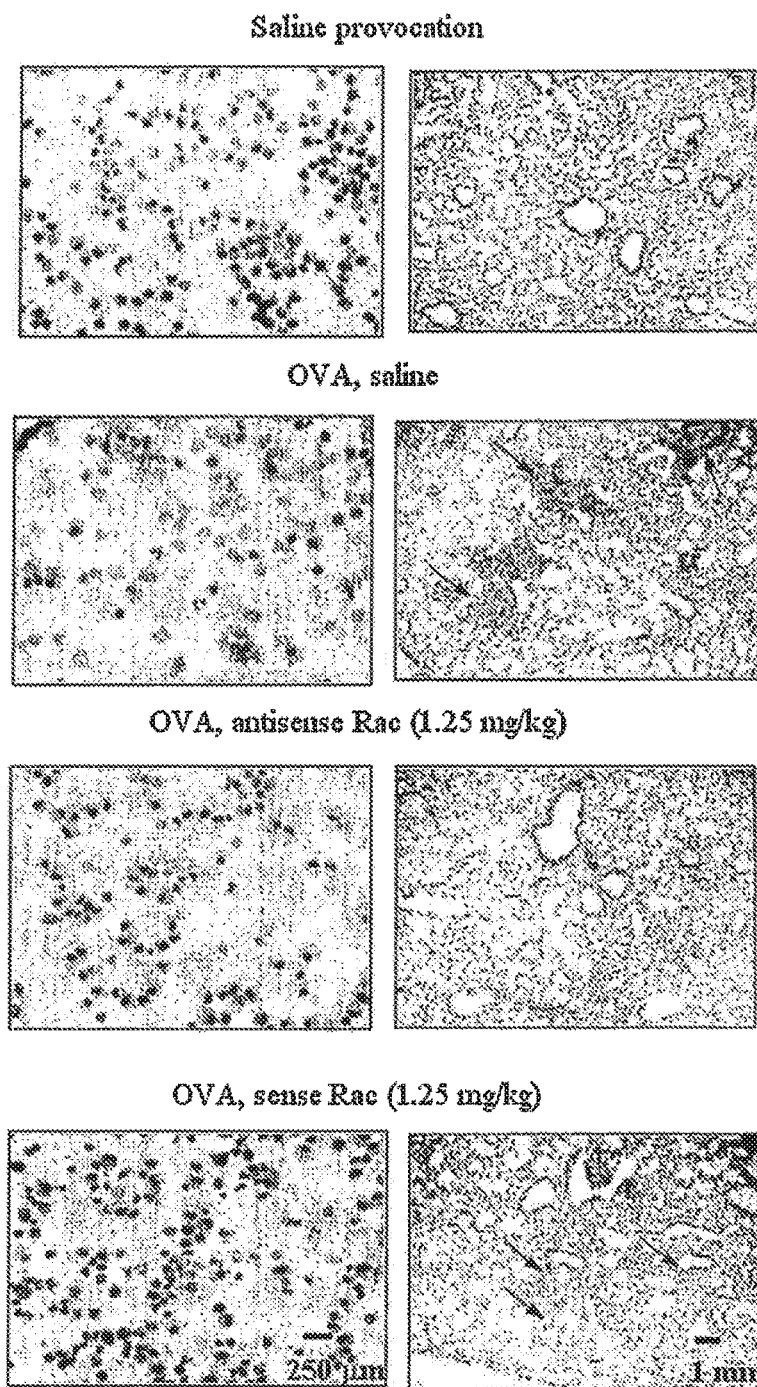 Saline provocation
OVA, saline
OVA, antisense Rac (1.25 mg/kg)
OVA, sense Rac (1.25 mg/kg)
250 µm
1 mm